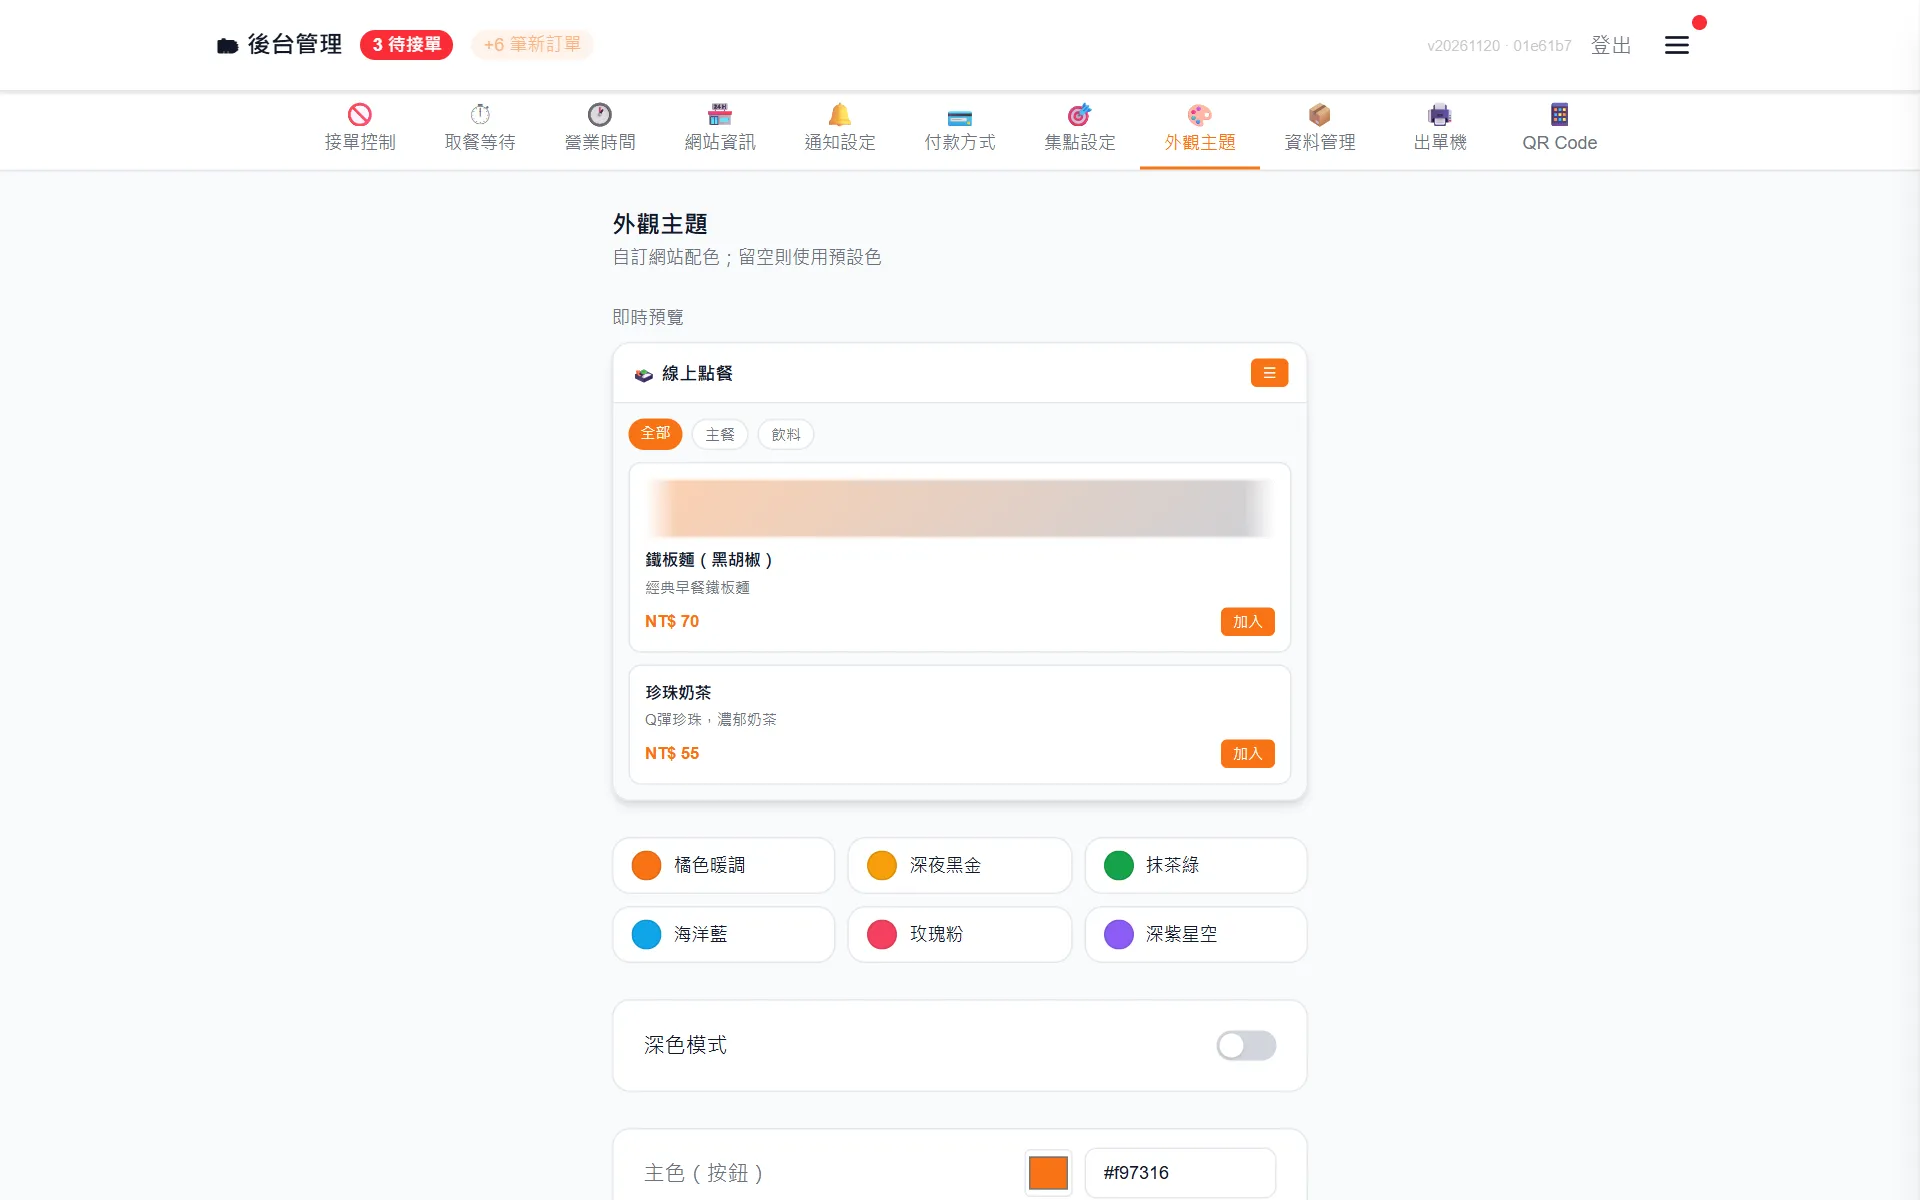 後台管理
3 待接單
+6 筆新訂單
v20261120 · 01e61b7
登出
接單控制
取餐等待
營業時間
網站資訊
通知設定
付款方式
集點設定
外觀主題
資料管理
出單機
QR Code
外觀主題
自訂網站配色；留空則使用預設色
即時預覽
線上點餐
全部
主餐
飲料
鐵板麵（黑胡椒）
經典早餐鐵板麵
NT$ 70
加入
珍珠奶茶
Q彈珍珠，濃郁奶茶
NT$ 55
加入
橘色暖調
深夜黑金
抹茶綠
海洋藍
玫瑰粉
深紫星空
深色模式
主色（按鈕）
#f97316